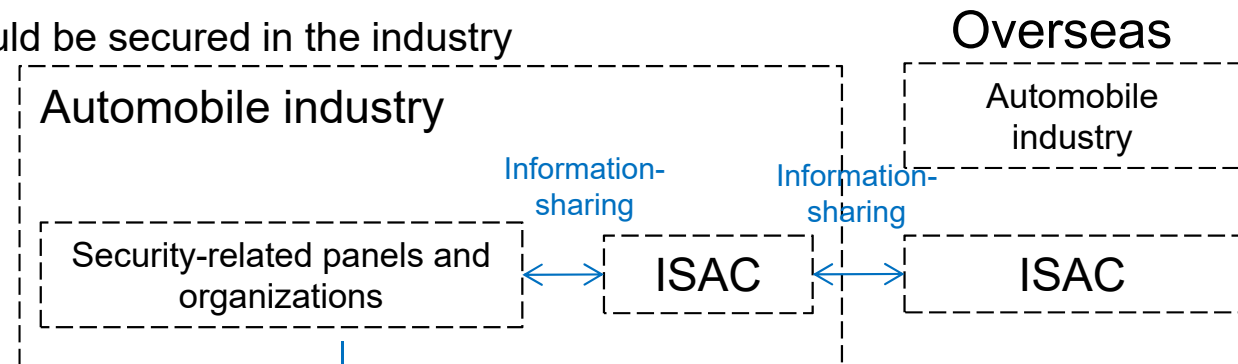 be secured in the industry
Overseas
Automobile industry
Automobile
industry
Information-
sharing
Information-
sharing
Security-related panels and
organizations
ISAC
ISAC